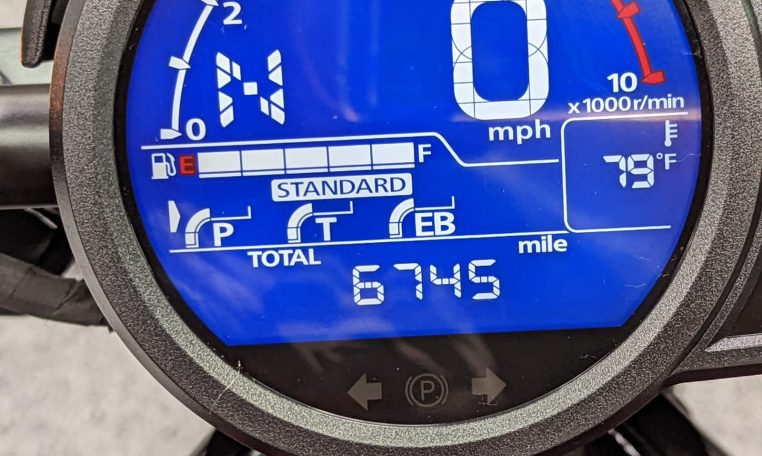 2
N
0
0
10
x1000r/min
mph
E F
79°F
STANDARD
P T EB
TOTAL mile
6745
P